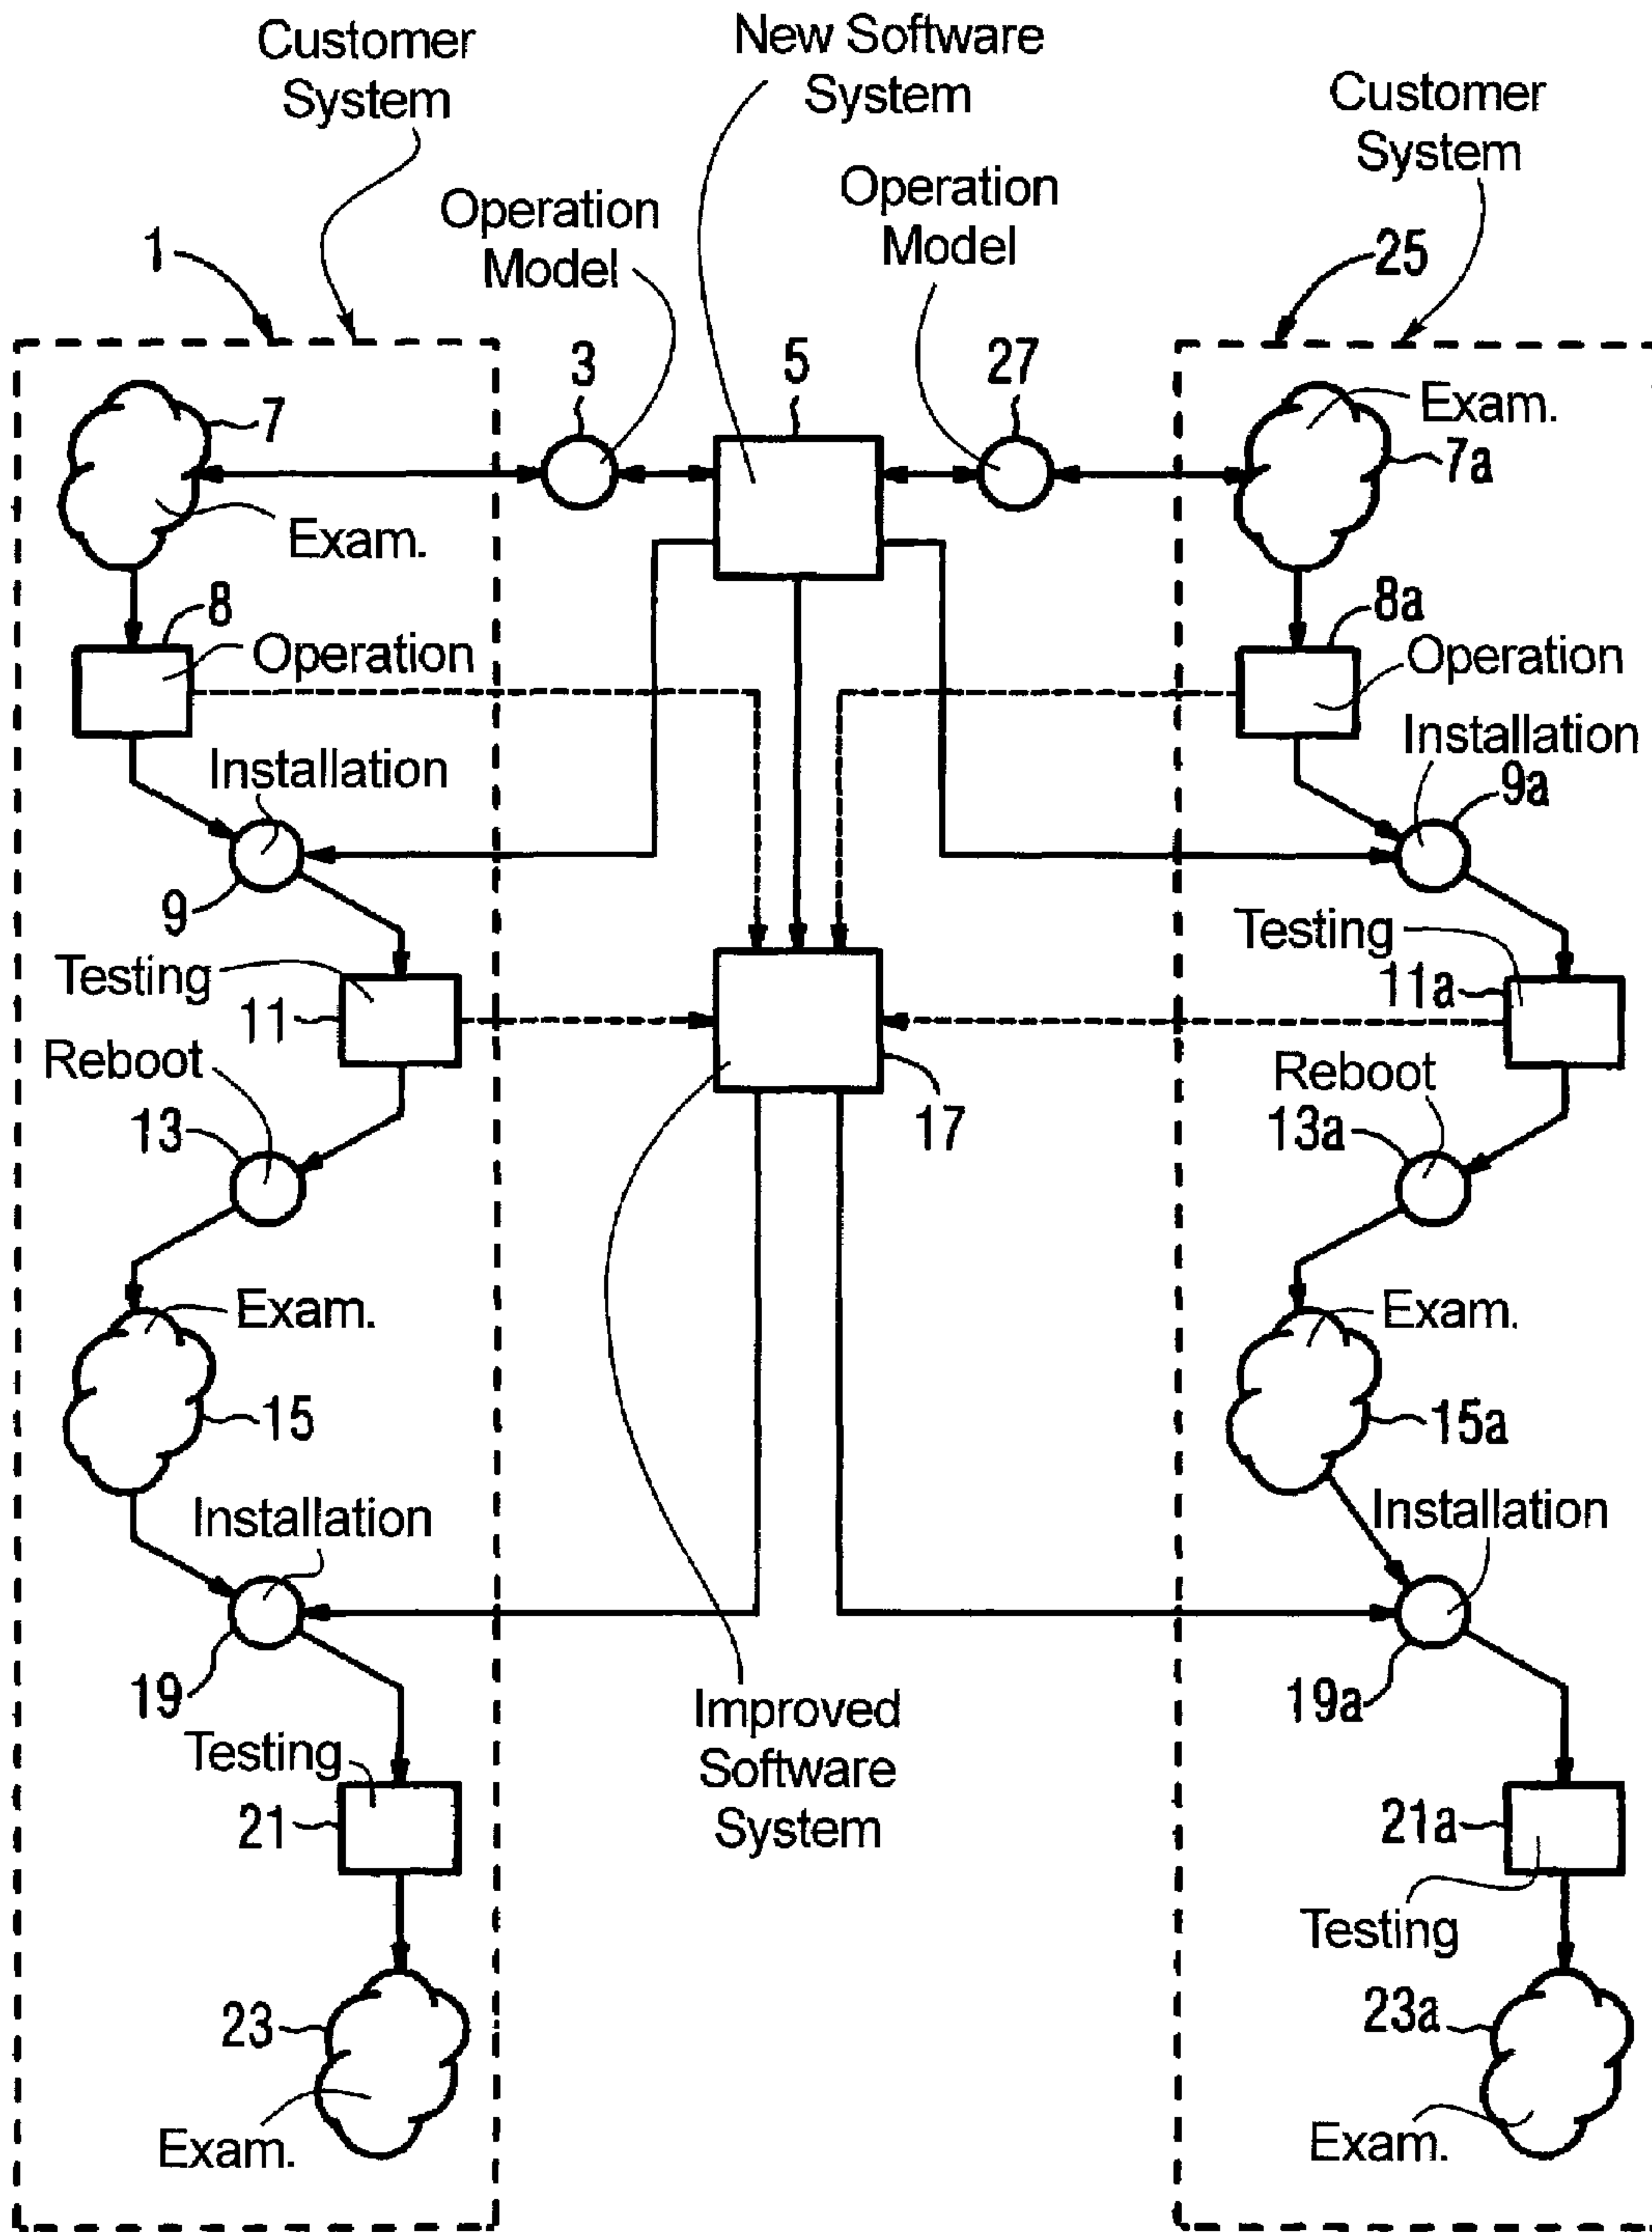 Customer
System
New Software
System
Customer
System
Operation
Model
Operation
Model
1
25
3
5
27
7
Exam.
7a
Exam.
8
Operation
8a
Operation
Installation
9
Installation
9a
Testing
11
Testing
11a
Reboot
13
17
Reboot
13a
Exam.
15
Exam.
15a
Installation
19
Installation
19a
Improved
Software
System
Testing
21
21a
Testing
23
Exam.
23a
Exam.